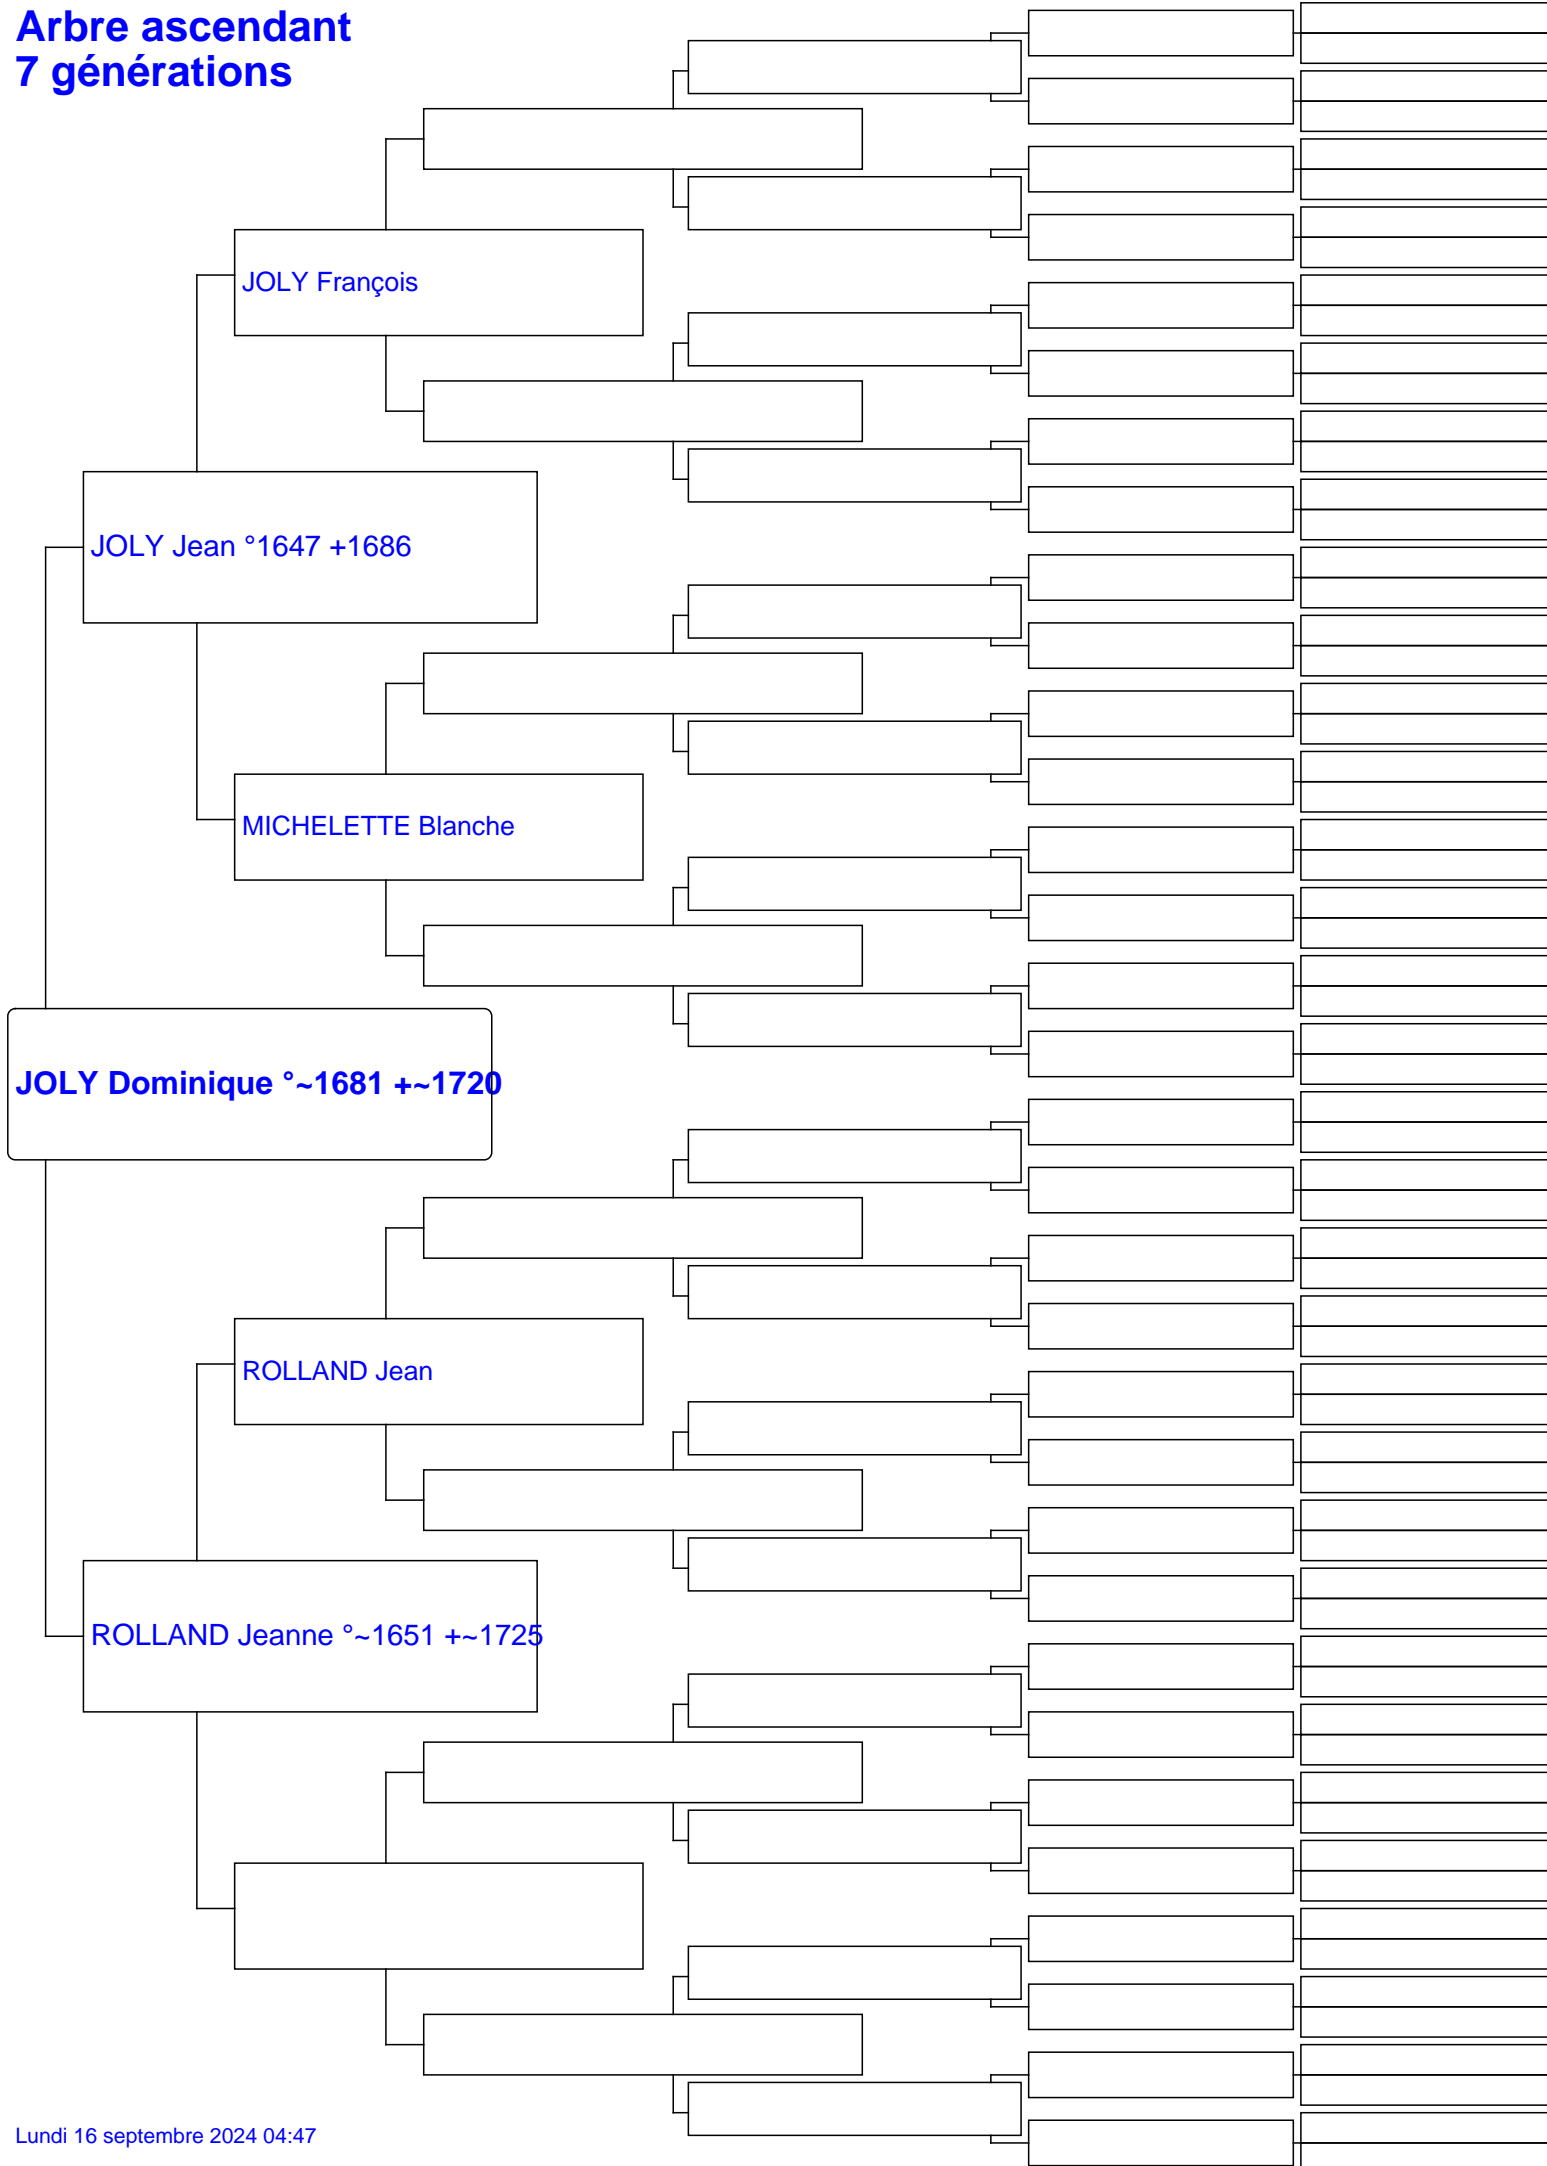 Arbre ascendant
7 générations
JOLY François
JOLY Jean °1647 +1686
MICHELETTE Blanche
JOLY Dominique °~1681 +~1720
ROLLAND Jean
ROLLAND Jeanne °~1651 +~1725
Lundi 16 septembre 2024 04:47